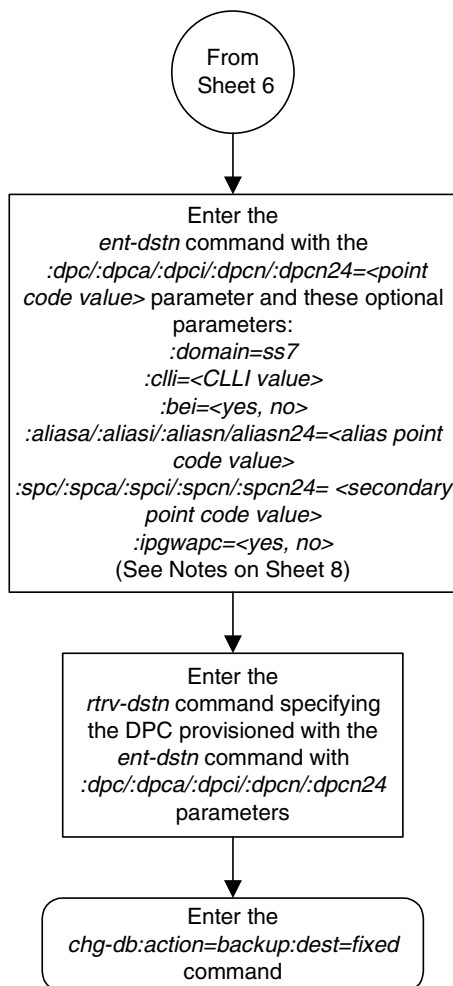 From
Sheet 6
Enter the
ent-dstn command with the
:dpc/:dpca/:dpci/:dpcn/:dpcn24=<point
code value> parameter and these optional
parameters:
:domain=ss7
:clli=<CLLI value>
:bei=<yes, no>
:aliasa/:aliasi/:aliasn/aliasn24=<alias point
code value>
:spc/:spca/:spci/:spcn/:spcn24= <secondary
point code value>
:ipgwapc=<yes, no>
(See Notes on Sheet 8)
Enter the
rtrv-dstn command specifying
the DPC provisioned with the
ent-dstn command with
:dpc/:dpca/:dpci/:dpcn/:dpcn24
parameters
Enter the
chg-db:action=backup:dest=fixed
command